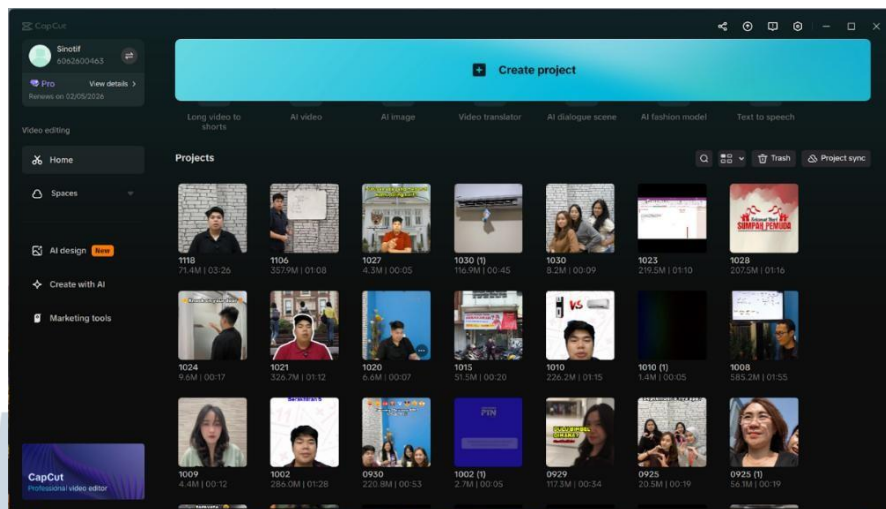 CapCut
Sinotif
6062600463
Pro
View details >
Renews on 02/05/2026
Create project
Long video to shorts
AI video
AI image
Video translator
AI dialogue scene
AI fashion model
Text to speech
Video editing
Home
Spaces
AI design New
Create with AI
Marketing tools
CapCut
Professional video editor
Projects
Trash
Project sync
Selamat Hari
SUMPAH PEMUDA
1118
71.4M | 03:26
1106
357.9M | 01:08
1027
4.3M | 00:05
1030 (1)
116.9M | 00:45
1030
8.2M | 00:09
1023
219.5M | 01:10
1028
207.5M | 01:16
VS
1024
9.6M | 00:17
1021
326.7M | 01:12
1020
6.6M | 00:07
1015
51.5M | 00:20
1010
226.2M | 01:15
1010 (1)
1.4M | 00:05
1008
585.2M | 01:55
PIN
1009
4.4M | 00:12
1002
286.0M | 01:28
0930
220.8M | 00:53
1002 (1)
2.7M | 00:05
0929
117.3M | 00:34
0925
20.5M | 00:19
0925 (1)
56.1M | 00:19